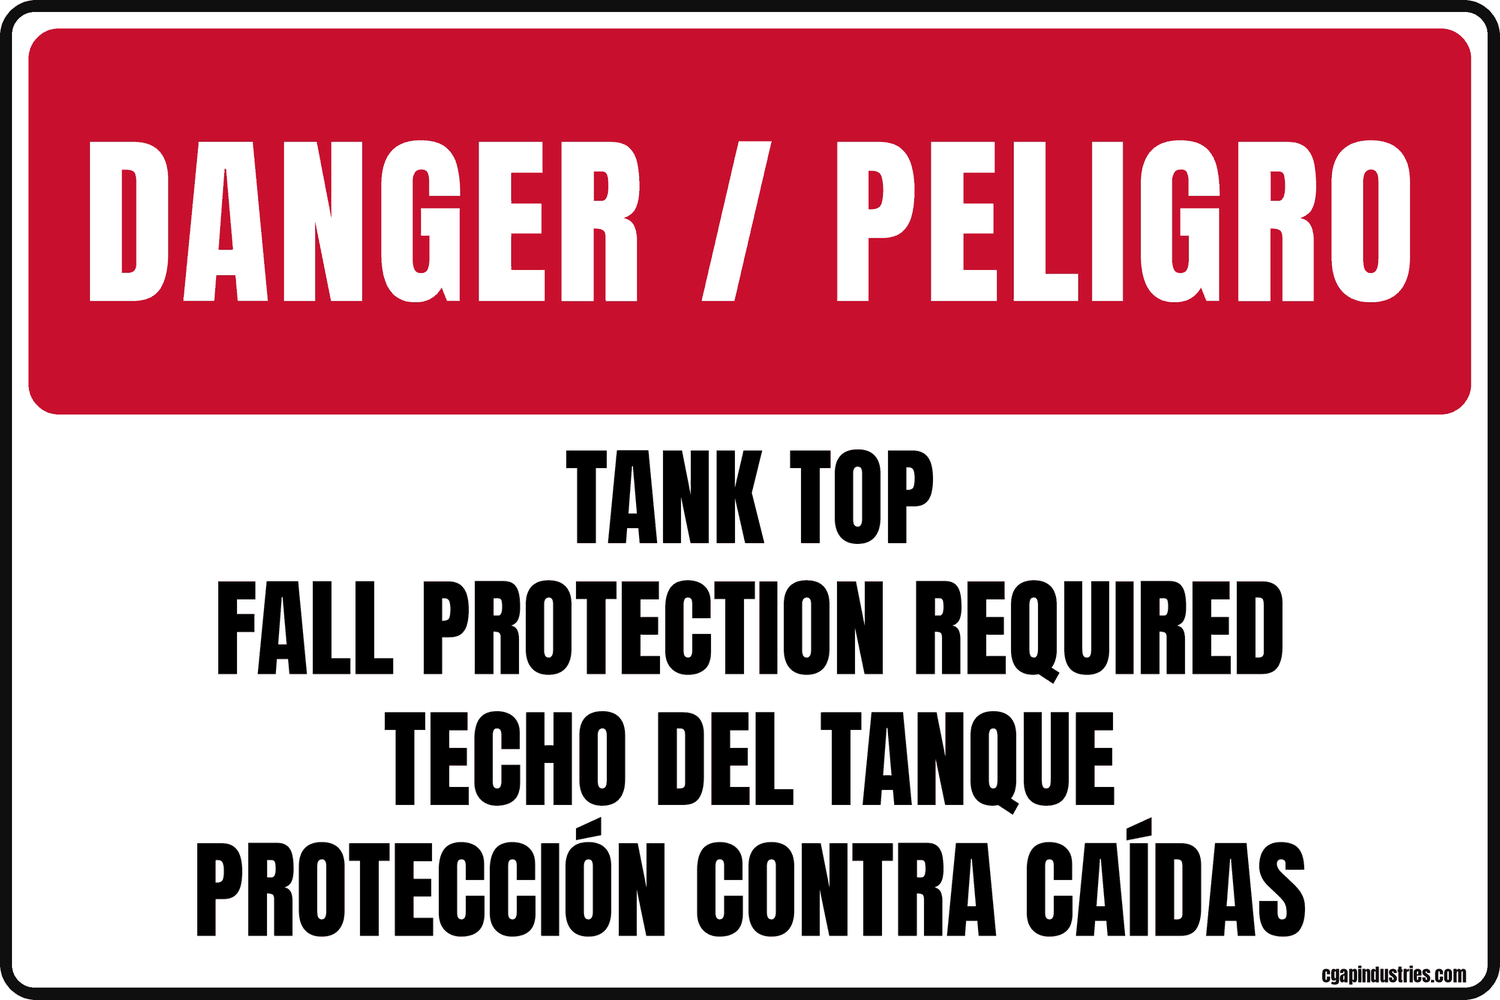 DANGER / PELIGRO
TANK TOP
FALL PROTECTION REQUIRED
TECHO DEL TANQUE
PROTECCIÓN CONTRA CAÍDAS
cgapindustries.com